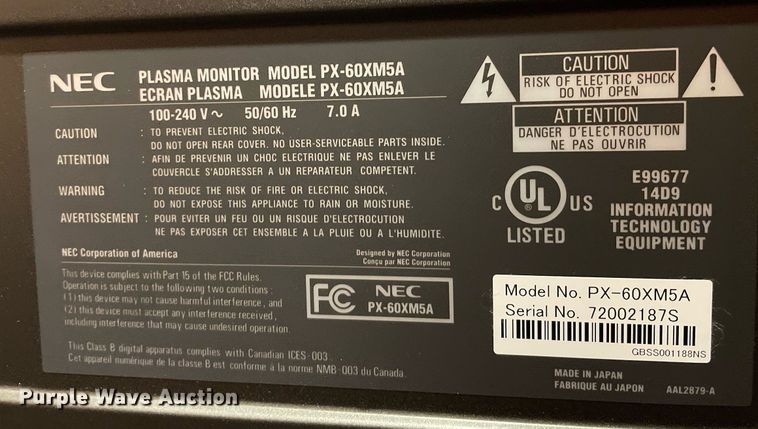 NEC
PLASMA MONITOR MODEL PX-60XM5A
ECRAN PLASMA MODELE PX-60XM5A
100-240 V ~ 50/60 Hz 7.0 A
CAUTION : TO PREVENT ELECTRIC SHOCK,
DO NOT OPEN REAR COVER. NO USER-SERVICEABLE PARTS INSIDE.
ATTENTION : AFIN DE PREVENIR UN CHOC ELECTRIQUE NE PAS ENLEVER LE
COUVERCLE S'ADDRESSER A UN REPARATEUR COMPETENT.
WARNING : TO REDUCE THE RISK OF FIRE OR ELECTRIC SHOCK,
DO NOT EXPOSE THIS APPLIANCE TO RAIN OR MOISTURE.
AVERTISSEMENT : POUR EVITER UN FEU OU UN RISQUE D'ELECTROCUTION
NE PAS EXPOSER CET ENSEMBLE A LA PLUIE OU A L'HUMIDITE.
CAUTION
RISK OF ELECTRIC SHOCK
DO NOT OPEN
ATTENTION
DANGER D'ELECTROCUTION
NE PAS OUVRIR
C UL US
LISTED
E99677
14D9
INFORMATION
TECHNOLOGY
EQUIPMENT
NEC Corporation of America
Designed by NEC Corporation
Conçu par NEC Corporation
This device complies with Part 15 of the FCC Rules.
Operation is subject to the following two conditions :
(1) this device may not cause harmful interference, and
(2) this device must accept any interference received,
including interference that may cause undesired operation.
FC NEC
PX-60XM5A
This Class B digital apparatus complies with Canadian ICES-003.
Cet appareil numérique de la classe B est conforme à la norme NMB-003 du Canada.
Model No. PX-60XM5A
Serial No. 72002187S
GBSS001188NS
MADE IN JAPAN
FABRIQUE AU JAPON
AAL2879-A
Purple Wave Auction